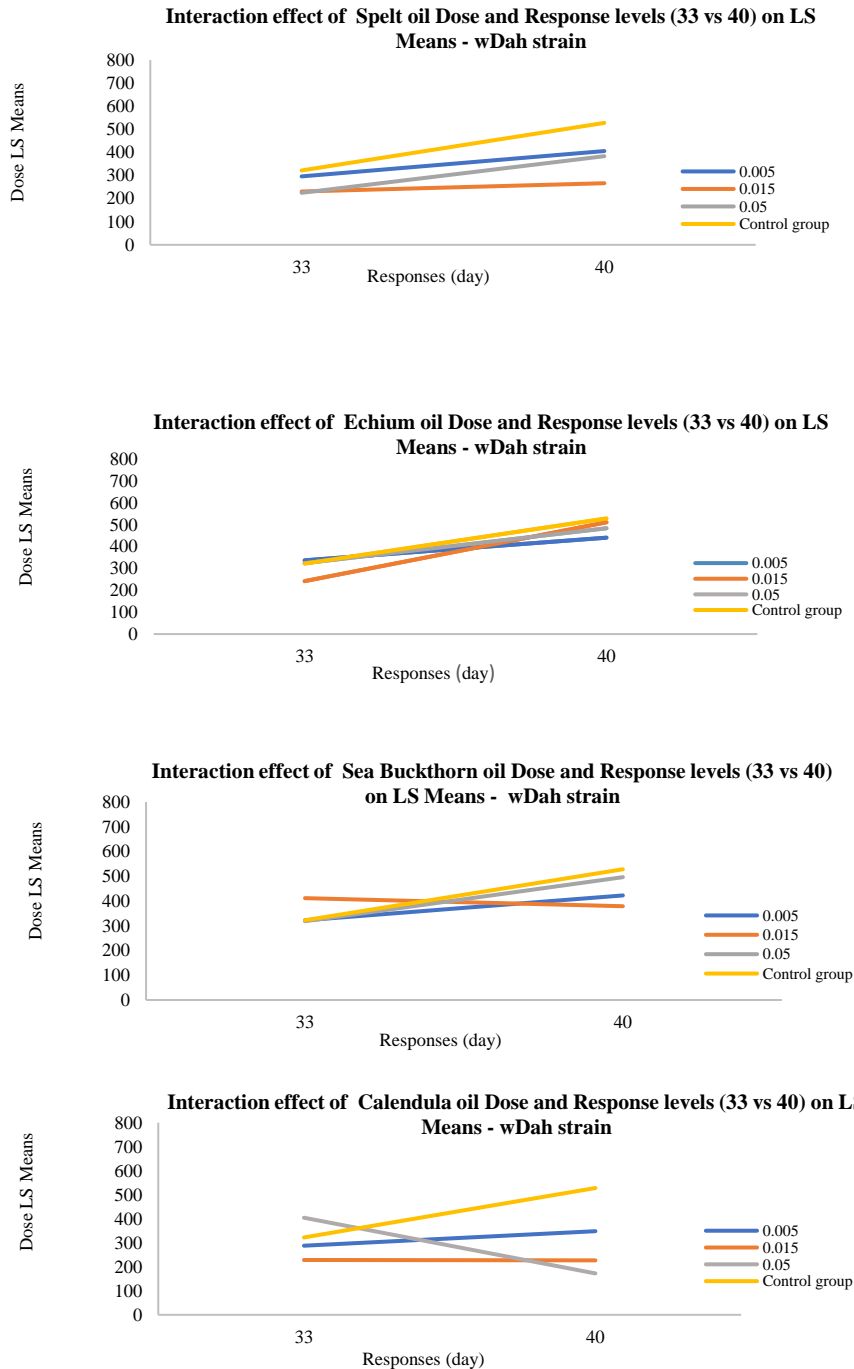 Interaction effect of Spelt oil Dose and Response levels (33 vs 40) on LS
Means - wDah strain
Dose LS Means
800
700
600
500
400
300
200
100
0
33
40
Responses (day)
0.005
0.015
0.05
Control group
Interaction effect of Echium oil Dose and Response levels (33 vs 40) on LS
Means - wDah strain
Dose LS Means
800
700
600
500
400
300
200
100
0
33
40
Responses (day)
0.005
0.015
0.05
Control group
Interaction effect of Sea Buckthorn oil Dose and Response levels (33 vs 40)
on LS Means - wDah strain
Dose LS Means
800
700
600
500
400
300
200
100
0
33
40
Responses (day)
0.005
0.015
0.05
Control group
Interaction effect of Calendula oil Dose and Response levels (33 vs 40) on L
Means - wDah strain
Dose LS Means
800
700
600
500
400
300
200
100
0
33
40
Responses (day)
0.005
0.015
0.05
Control group